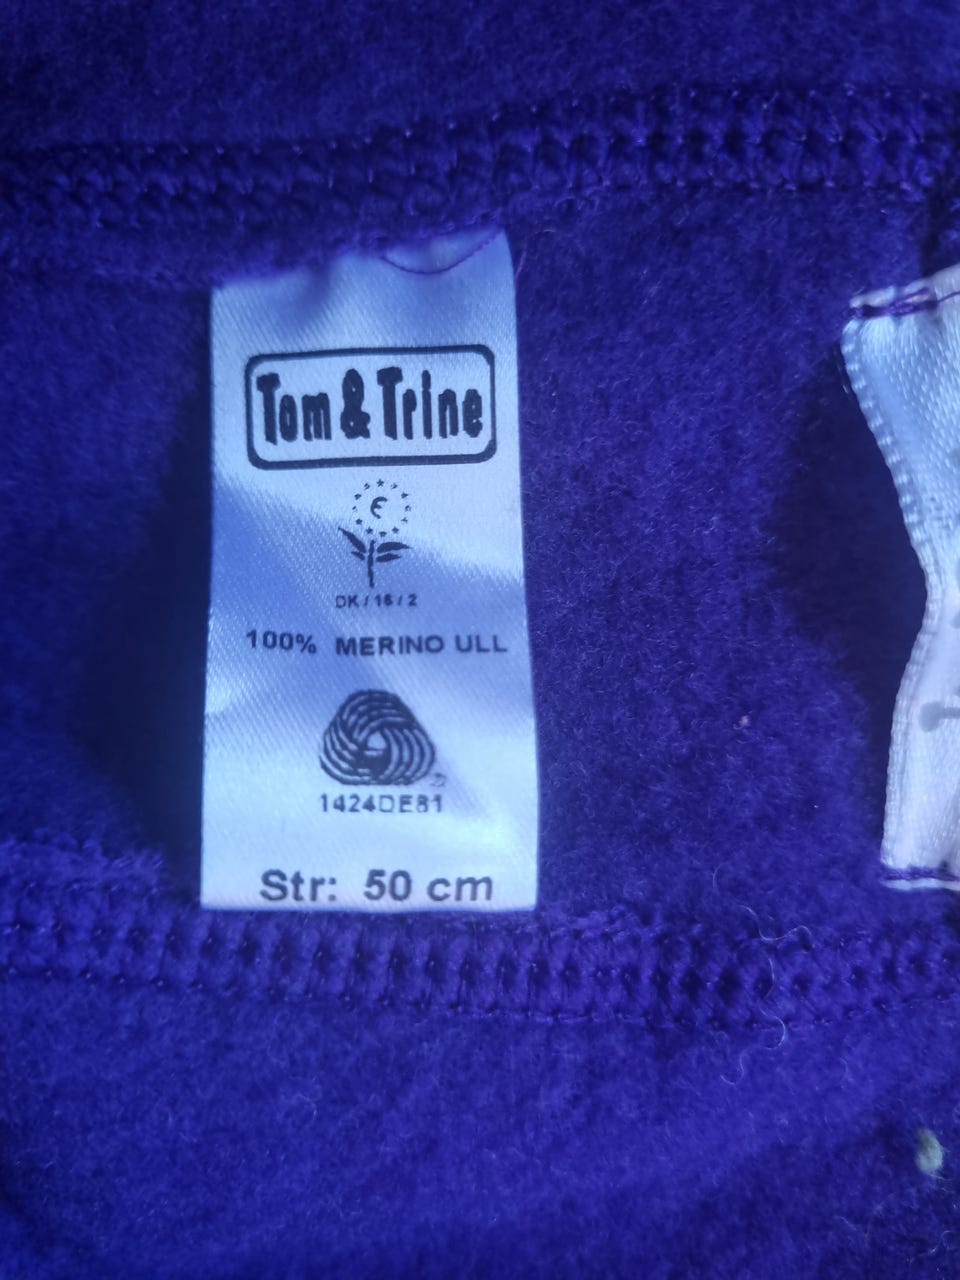 Tom & Trine
€
DK / 16 / 2
100% MERINO ULL
1424DE81
Str: 50 cm